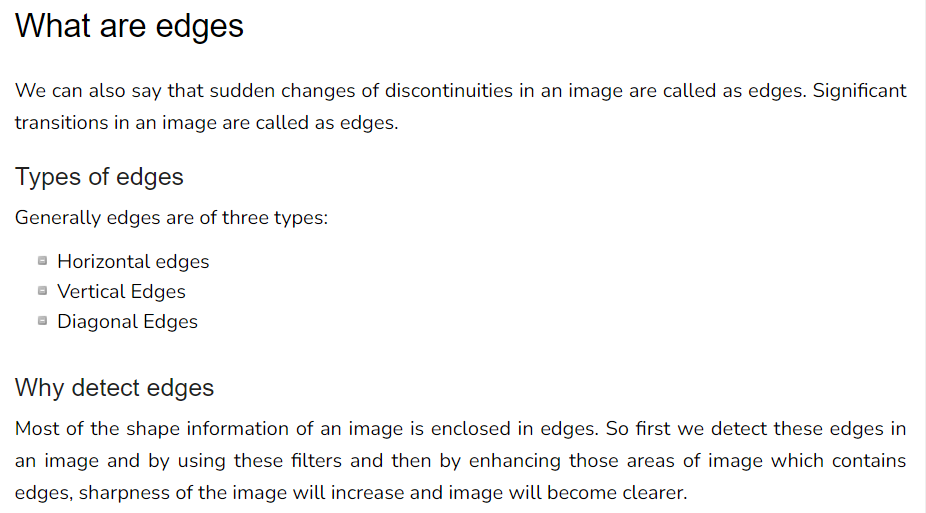 What are edges
We can also say that sudden changes of discontinuities in an image are called as edges. Significant
transitions in an image are called as edges.
Types of edges
Generally edges are of three types:
Horizontal edges
Vertical Edges
Diagonal Edges
Why detect edges
Most of the shape information of an image is enclosed in edges. So first we detect these edges in
an image and by using these filters and then by enhancing those areas of image which contains
edges, sharpness of the image will increase and image will become clearer.